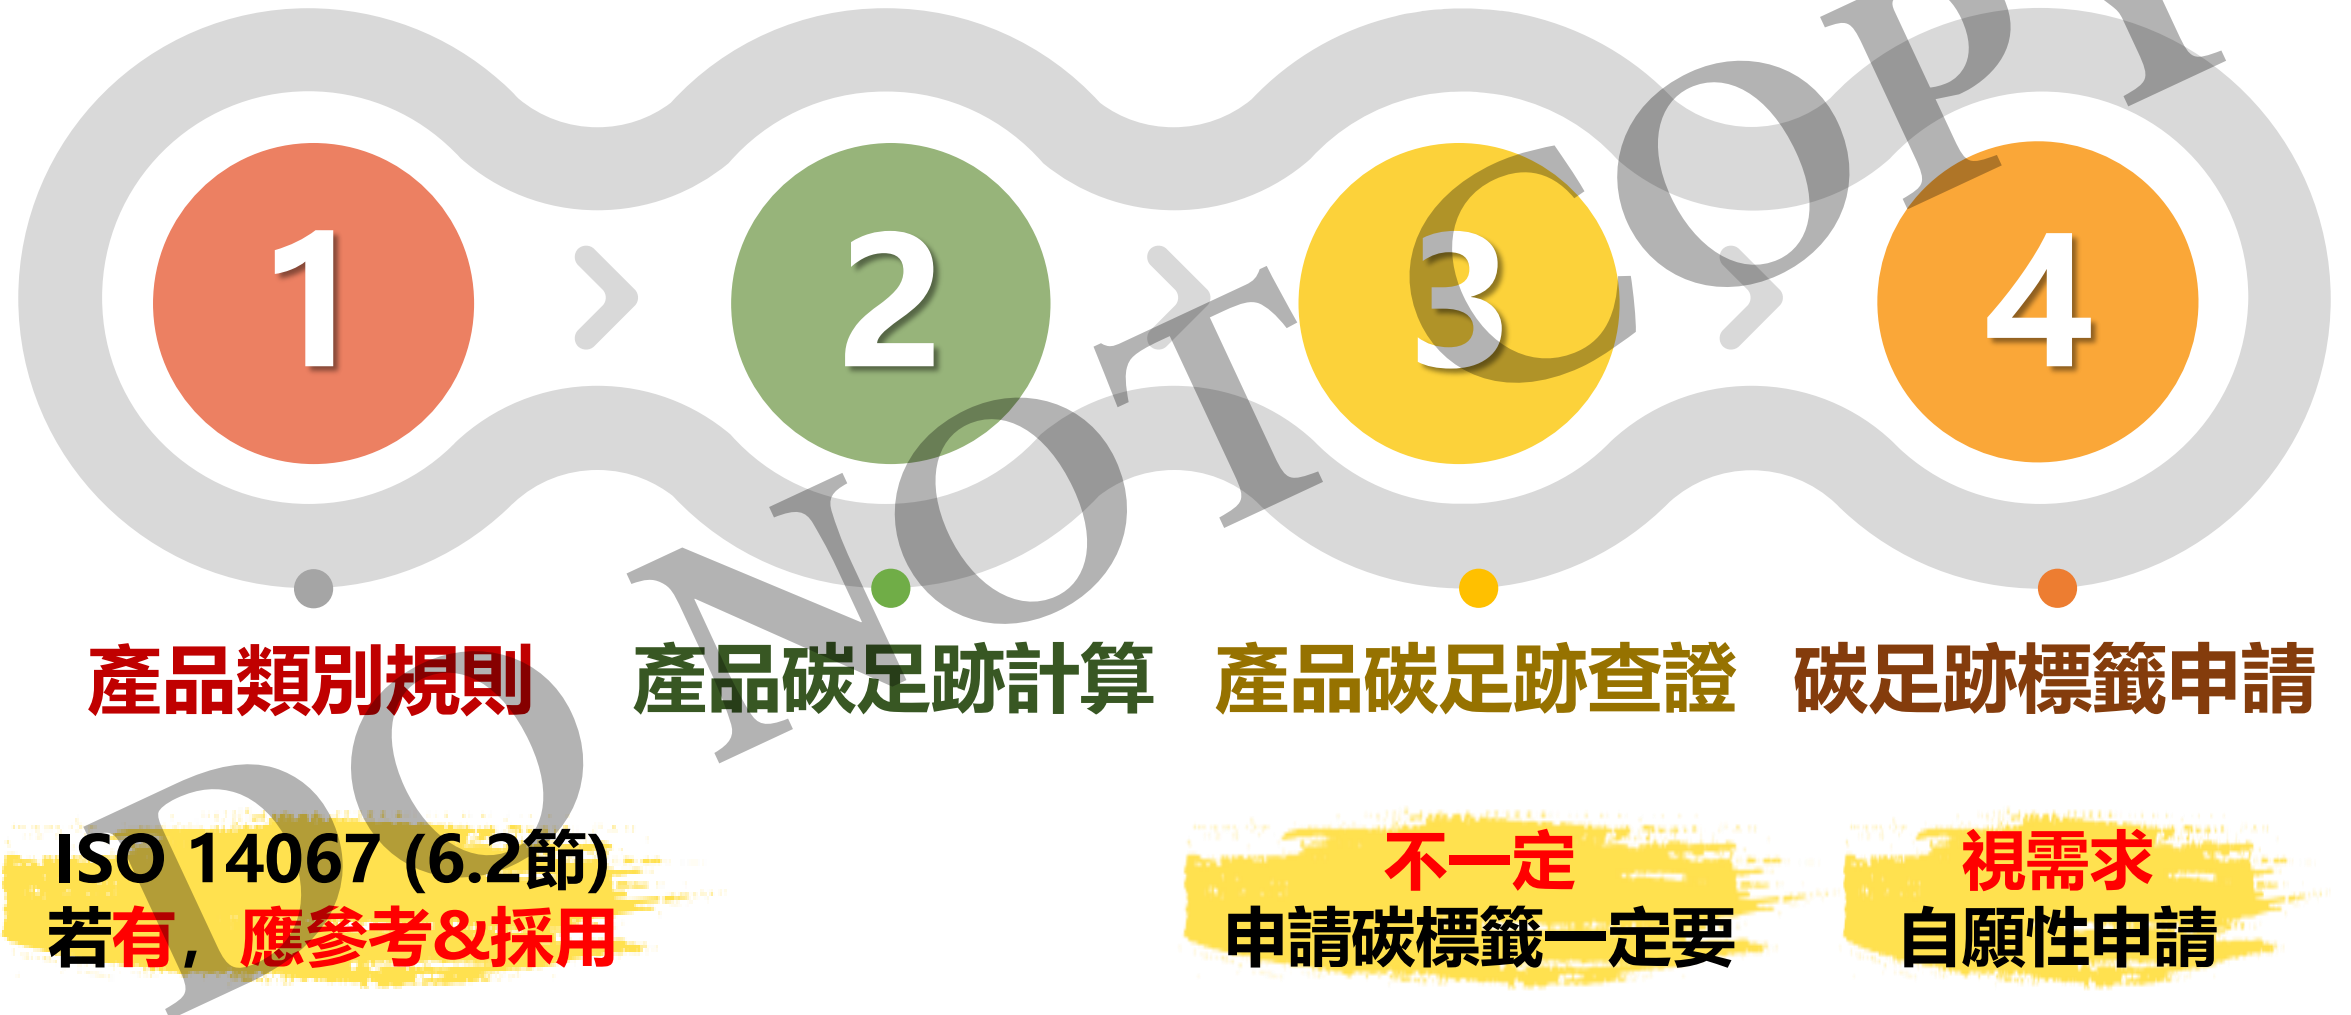 1
2
3
4
產品類別規則
產品碳足跡計算
產品碳足跡查證
碳足跡標籤申請
ISO 14067 (6.2節)
若有，應參考&採用
不一定
申請碳標籤一定要
視需求
自願性申請
DO NOT COPY